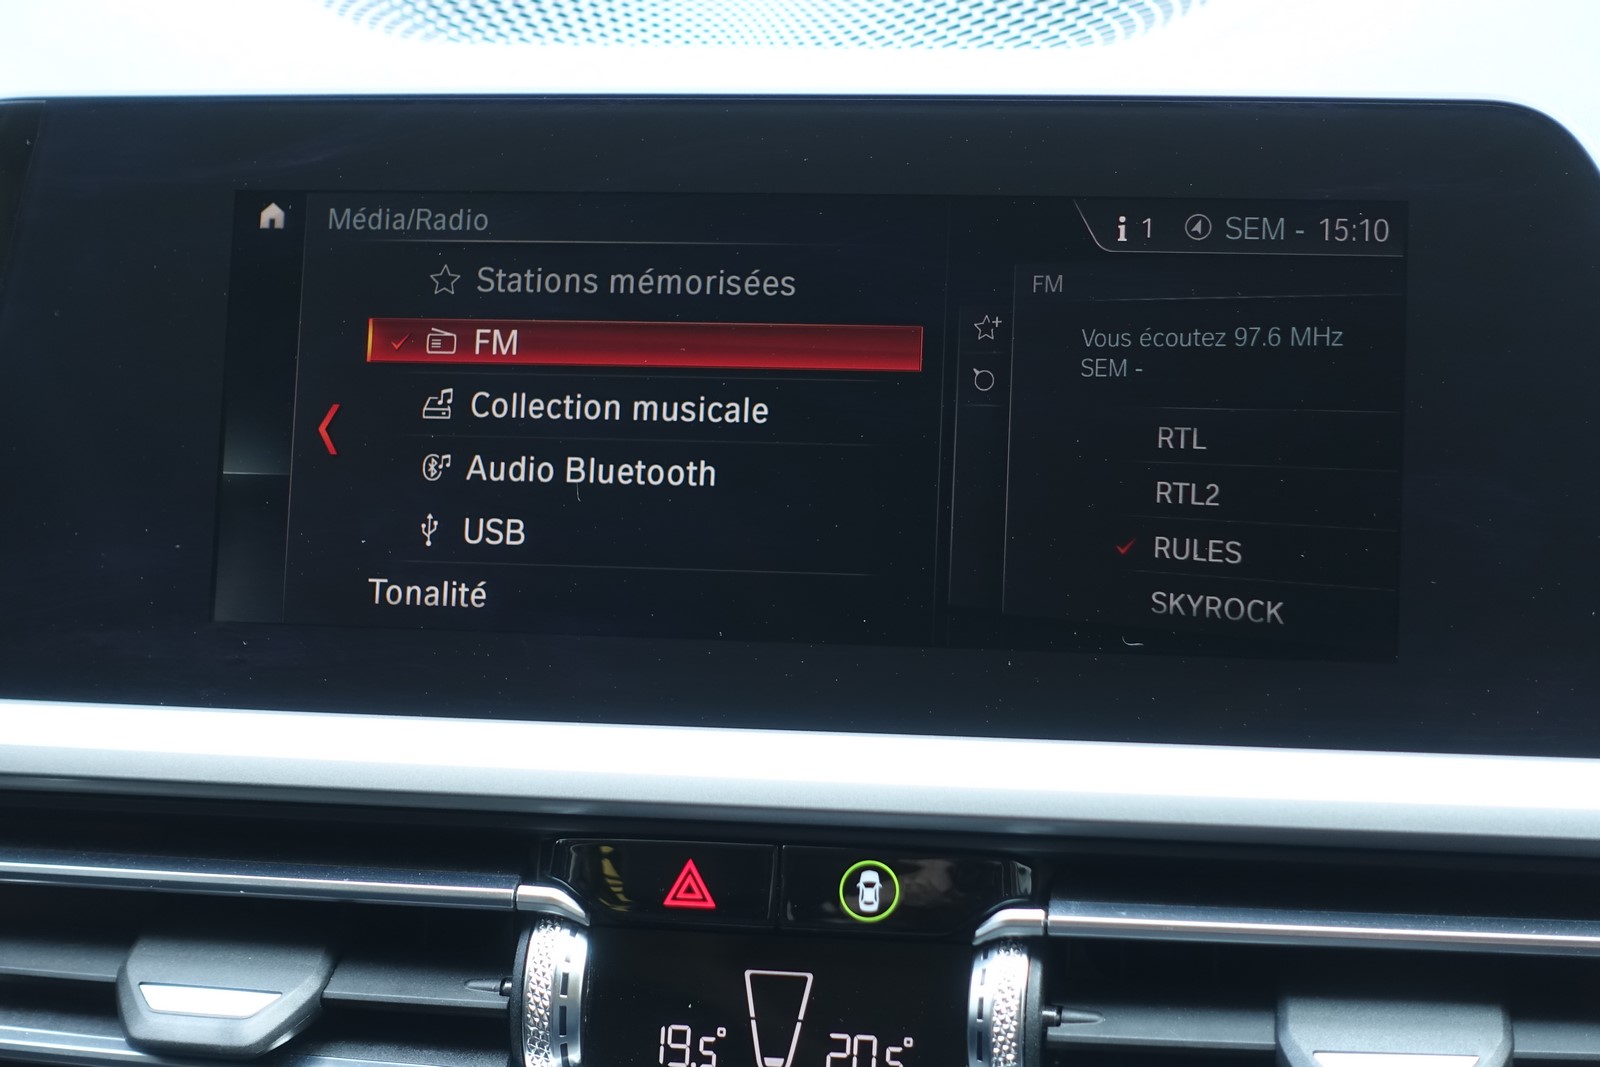 Média/Radio
i 1 SEM - 15:10
Stations mémorisées
FM
Collection musicale
Audio Bluetooth
USB
Tonalité
FM
Vous écoutez 97.6 MHz
SEM -
RTL
RTL2
RULES
SKYROCK
19.5°
20.5°